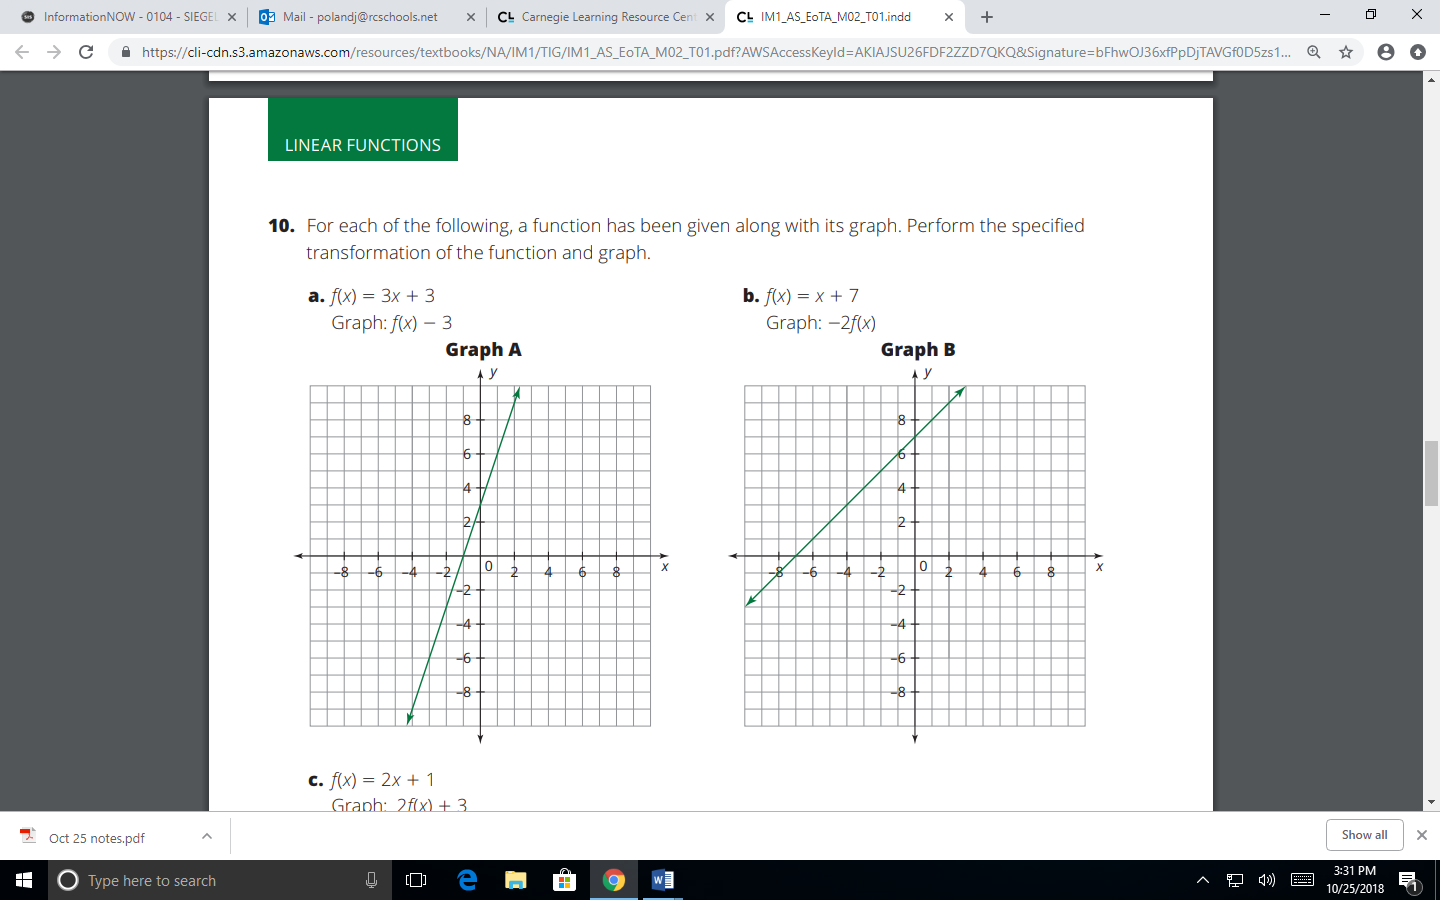 InformationNOW - 0104 - SIEGEL
Mail - polandj@rcschools.net
Carnegie Learning Resource Cen
IM1_AS_EoTA_M02_T01.indd
https://cli-cdn.s3.amazonaws.com/resources/textbooks/NA/IM1/TIG/IM1_AS_EoTA_M02_T01.pdf?AWSAccessKeyId=AKIAJSU26FDF2ZZD7QKQ&Signature=bFhwOJ36xfPpDjTAVGf0D5zs1...
LINEAR FUNCTIONS
10. For each of the following, a function has been given along with its graph. Perform the specified
transformation of the function and graph.
a. f(x) = 3x + 3
Graph: f(x) − 3
Graph A
y
8
6
4
2
−8 −6 −4 −2 0 2 4 6 8 x
−2
−4
−6
−8
b. f(x) = x + 7
Graph: −2f(x)
Graph B
y
8
6
4
2
−8 −6 −4 −2 0 2 4 6 8 x
−2
−4
−6
−8
c. f(x) = 2x + 1
Graph: 2f(x) + 3
Oct 25 notes.pdf
Show all
Type here to search
3:31 PM
10/25/2018
1